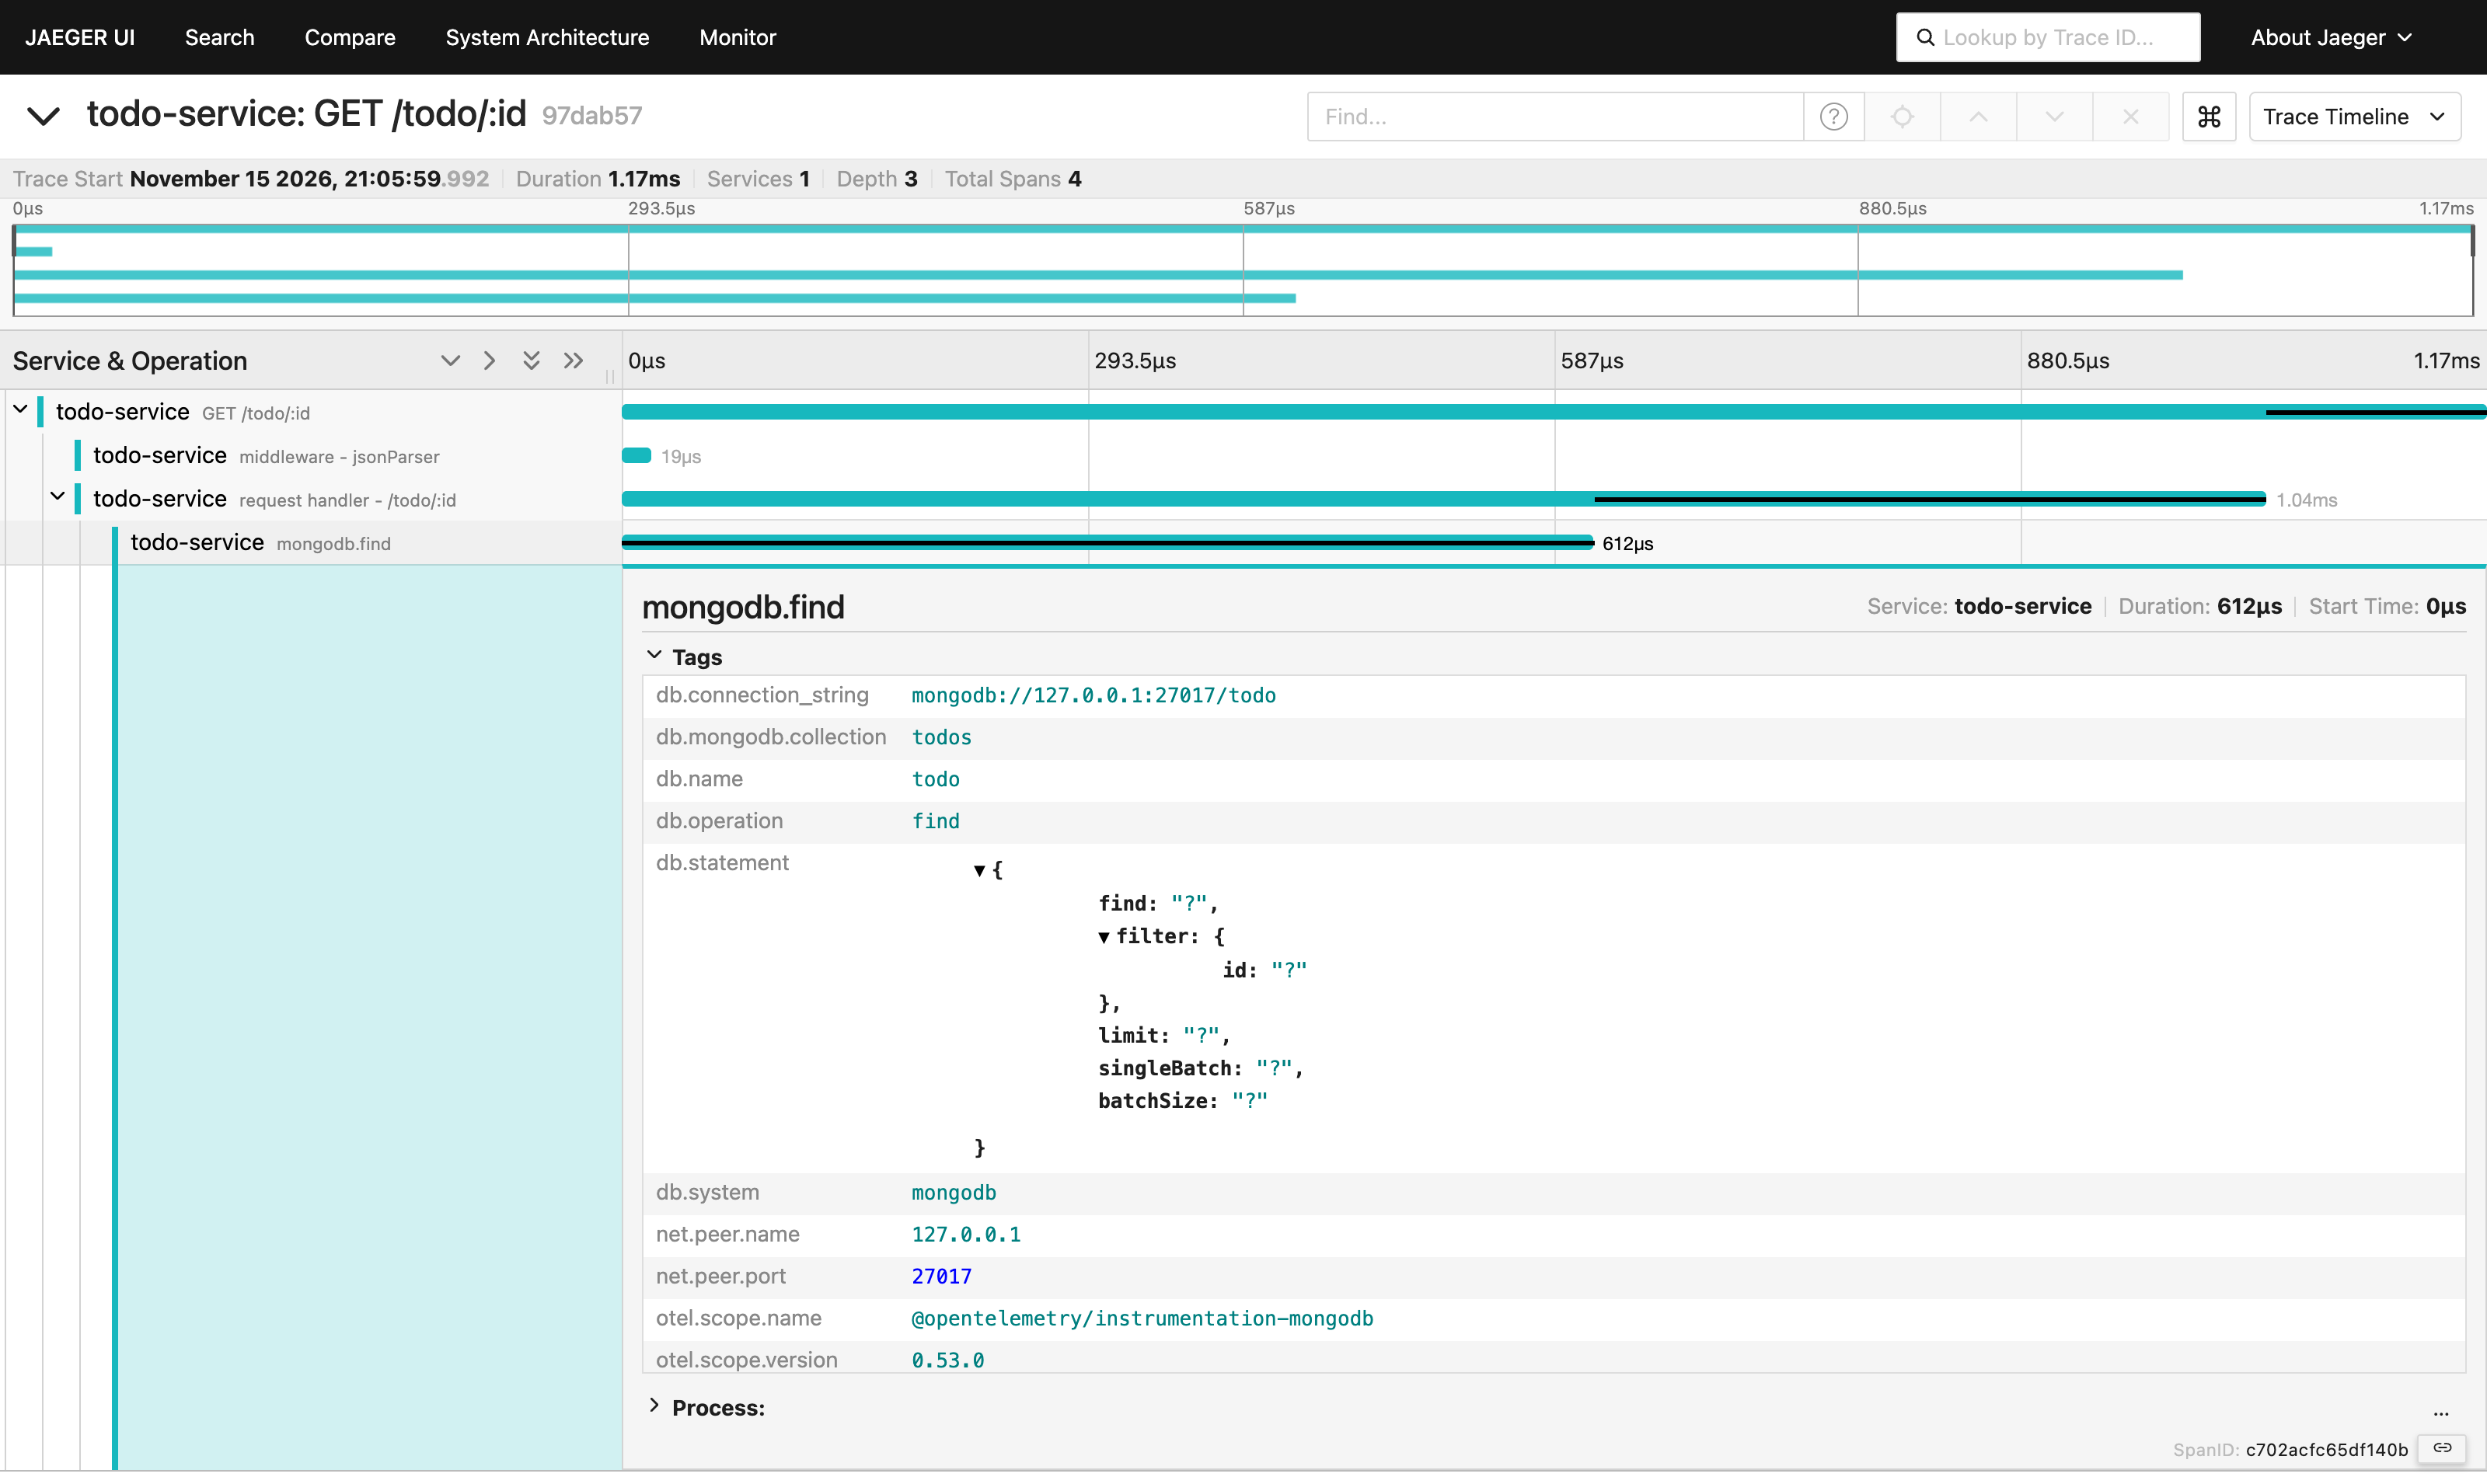 JAEGER UI Search Compare System Architecture Monitor Lookup by Trace ID... About Jaeger
todo-service: GET /todo/:id 97dab57 Find... Trace Timeline
Trace Start November 15 2026, 21:05:59.992 Duration 1.17ms Services 1 Depth 3 Total Spans 4
0μs 293.5μs 587μs 880.5μs 1.17ms
Service & Operation 0μs 293.5μs 587μs 880.5μs 1.17ms
todo-service GET /todo/:id
todo-service middleware - jsonParser 19μs
todo-service request handler - /todo/:id 1.04ms
todo-service mongodb.find 612μs
mongodb.find Service: todo-service Duration: 612μs Start Time: 0μs
Tags
db.connection_string mongodb://127.0.0.1:27017/todo
db.mongodb.collection todos
db.name todo
db.operation find
db.statement {
find: "?",
filter: {
id: "?"
},
limit: "?",
singleBatch: "?",
batchSize: "?"
}
db.system mongodb
net.peer.name 127.0.0.1
net.peer.port 27017
otel.scope.name @opentelemetry/instrumentation-mongodb
otel.scope.version 0.53.0
Process: ...
SpanID: c702acfc65df140b